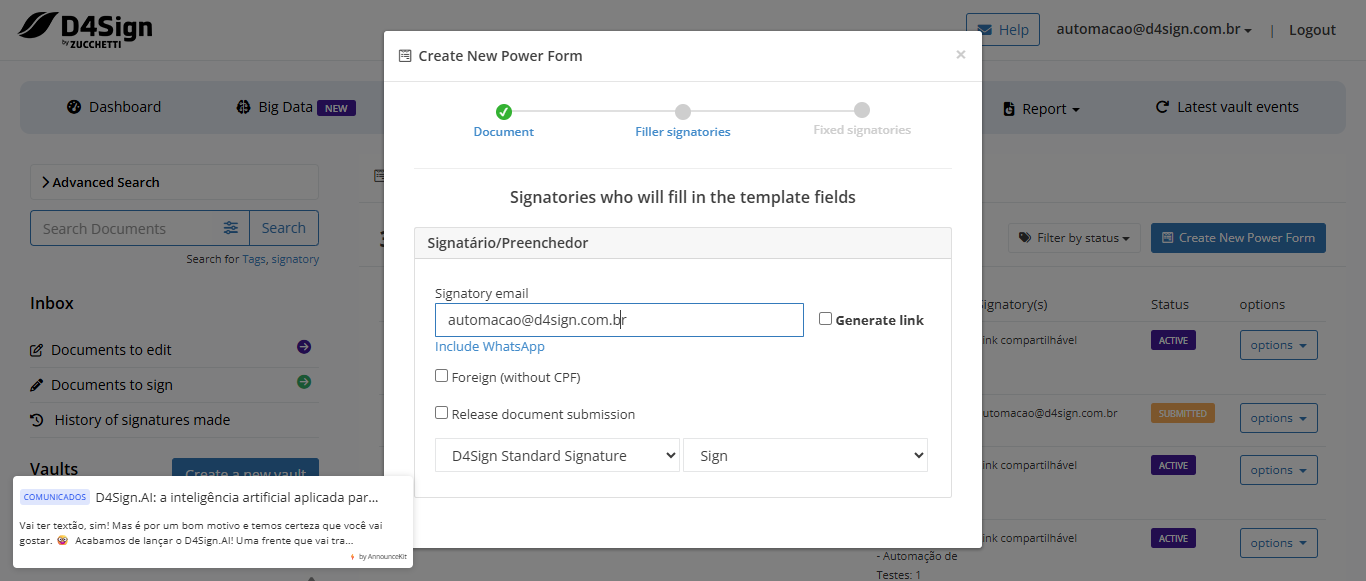 D4Sign
by ZUCCHETTI
Help
automacao@d4sign.com.br
|
Logout
Dashboard
Big Data NEW
Report
Latest vault events
Create New Power Form
×
Document
Filler signatories
Fixed signatories
Signatories who will fill in the template fields
Signatário/Preenchedor
Signatory email
automacao@d4sign.com.br
Generate link
Include WhatsApp
Foreign (without CPF)
Release document submission
D4Sign Standard Signature
Sign
Advanced Search
Search Documents
Search
Search for Tags, signatory
Inbox
Documents to edit
Documents to sign
History of signatures made
Vaults
Create a new vault
Filter by status
Create New Power Form
Signatory(s)
Status
options
ink compartilhável
ACTIVE
options
automacao@d4sign.com.br
SUBMITTED
options
ink compartilhável
ACTIVE
options
ink compartilhável
ACTIVE
options
- Automação de
Testes: 1
COMUNICADOS D4Sign.AI: a inteligência artificial aplicada par...
Vai ter textão, sim! Mas é por um bom motivo e temos certeza que você vai
gostar. 🤩 Acabamos de lançar o D4Sign.AI! Uma frente que vai tra...
by AnnounceKit